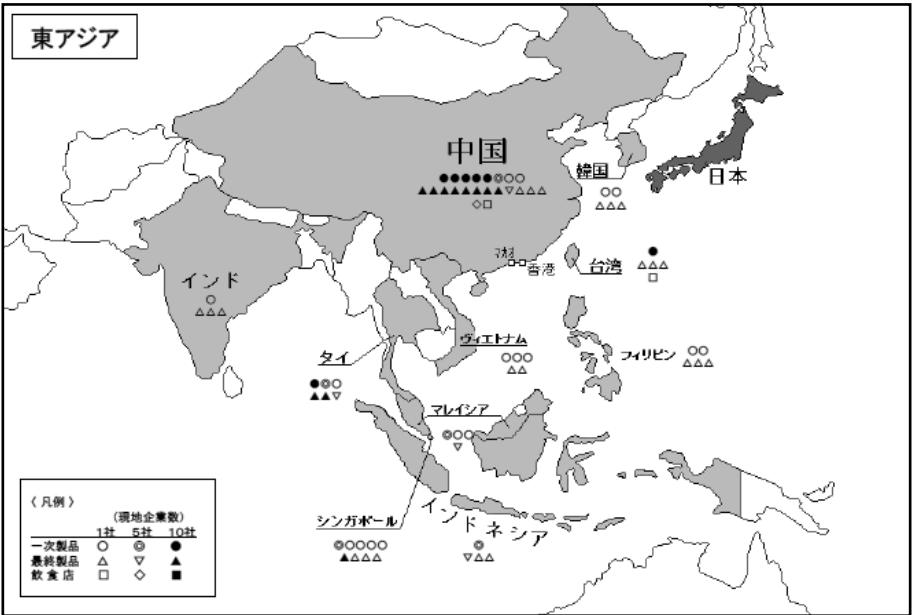 東アジア
中国
●●●●●◎○○
▲▲▲▲▲▲▲▲▽△△△
◇□
韓国
○○
△△△
日本
マカオ
香港
台湾
●
△△△
□
インド
○
△△△
タイ
●◎○
▲▲▽
ヴィエトナム
○○○
△△
フィリピン
○○
△△△
マレイシア
◎○○
▽
シンガポール
◎○○○○
▲△△△
インドネシア
◎
▽△△
〈 凡例 〉
(現地企業数)
1社 5社 10社
一次製品 ○ ◎ ●
最終製品 △ ▽ ▲
飲食店 □ ◇ ■